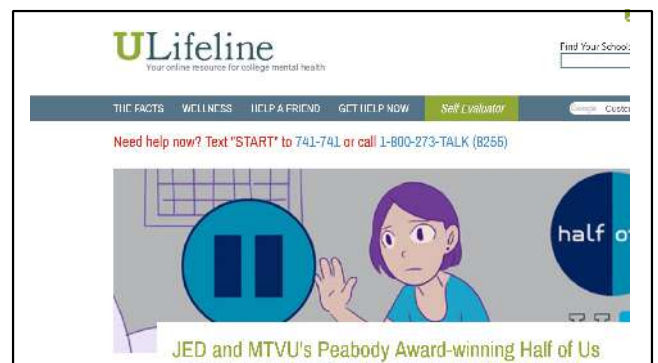 ULifeline
Your online resource for college mental health
Find Your School
THE FACTS WELLNESS HELP A FRIEND GET HELP NOW Self Evaluator Google Custo
Need help now? Text "START" to 741-741 or call 1-800-273-TALK (8255)
half o
JED and MTVU's Peabody Award-winning Half of Us